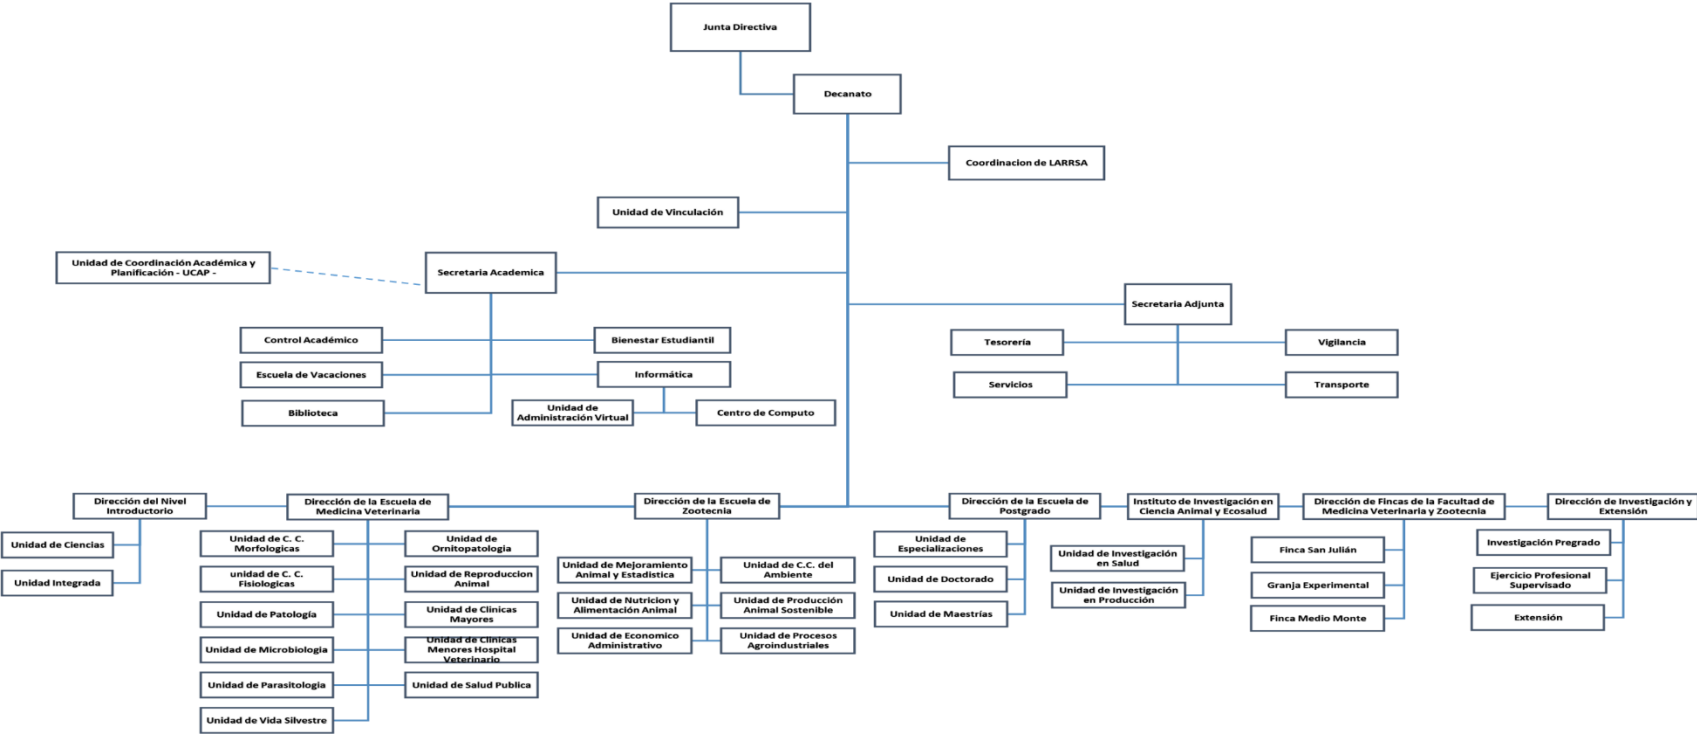 Junta Directiva
Decanato
Coordinacion de LARRSA
Unidad de Vinculación
Unidad de Coordinación Académica y
Planificación - UCAP -
Secretaria Academica
Secretaria Adjunta
Control Académico
Bienestar Estudiantil
Tesorería
Vigilancia
Escuela de Vacaciones
Informática
Servicios
Transporte
Biblioteca
Unidad de
Administración Virtual
Centro de Computo
Dirección del Nivel
Introductorio
Dirección de la Escuela de
Medicina Veterinaria
Dirección de la Escuela de
Zootecnia
Dirección de la Escuela de
Postgrado
Instituto de Investigación en
Ciencia Animal y Ecosalud
Dirección de Fincas de la Facultad de
Medicina Veterinaria y Zootecnia
Dirección de Investigación y
Extensión
Unidad de Ciencias
Unidad Integrada
Unidad de C. C.
Morfologicas
Unidad de
Ornitopatologia
unidad de C. C.
Fisiologicas
Unidad de Reproduccion
Animal
Unidad de Patología
Unidad de Clinicas
Mayores
Unidad de Microbiologia
Unidad de Clinicas
Menores Hospital
Veterinario
Unidad de Parasitologia
Unidad de Salud Publica
Unidad de Vida Silvestre
Unidad de Mejoramiento
Animal y Estadistica
Unidad de C.C. del
Ambiente
Unidad de Nutricion y
Alimentación Animal
Unidad de Producción
Animal Sostenible
Unidad de Economico
Administrativo
Unidad de Procesos
Agroindustriales
Unidad de
Especializaciones
Unidad de Doctorado
Unidad de Maestrías
Unidad de Investigación
en Salud
Unidad de Investigación
en Producción
Finca San Julián
Granja Experimental
Finca Medio Monte
Investigación Pregrado
Ejercicio Profesional
Supervisado
Extensión